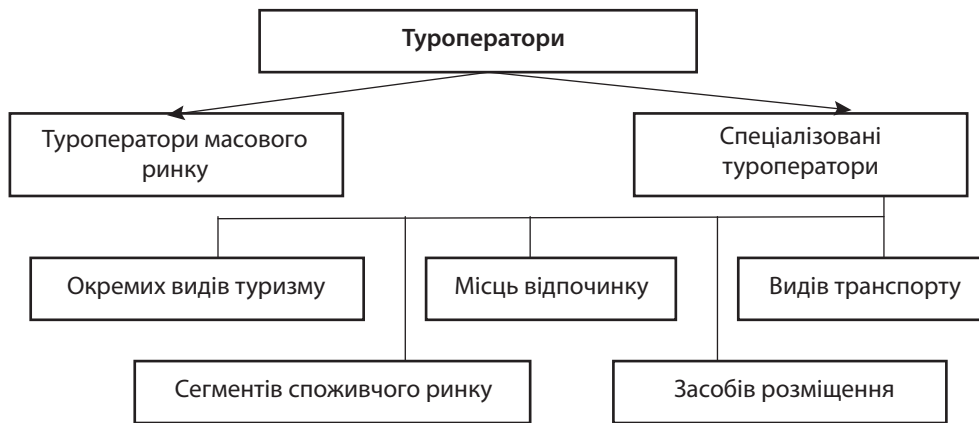 Туроператори
Туроператори масового
ринку
Спеціалізовані
туроператори
Окремих видів туризму
Місць відпочинку
Видів транспорту
Сегментів споживчого ринку
Засобів розміщення